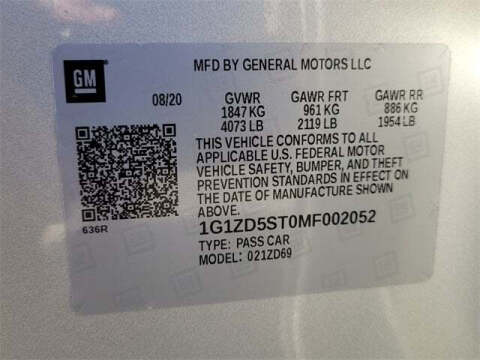 GM
MFD BY GENERAL MOTORS LLC
08/20 GVWR GAWR FRT GAWR RR
1847 KG 961 KG 886 KG
4073 LB 2119 LB 1954 LB
THIS VEHICLE CONFORMS TO ALL
APPLICABLE U.S. FEDERAL MOTOR
VEHICLE SAFETY, BUMPER, AND THEFT
PREVENTION STANDARDS IN EFFECT ON
THE DATE OF MANUFACTURE SHOWN
ABOVE.
636R
1G1ZD5ST0MF002052
TYPE: PASS CAR
MODEL: 021ZD69